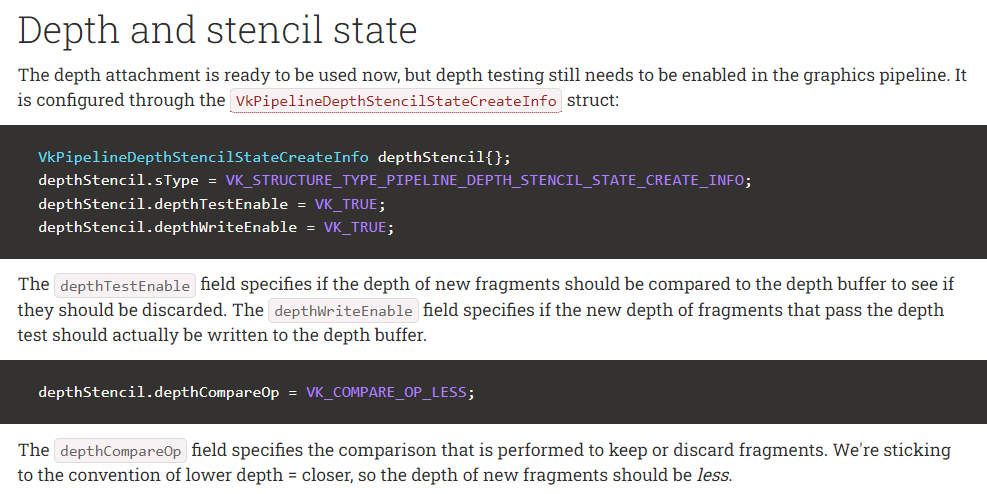 Depth and stencil state
The depth attachment is ready to be used now, but depth testing still needs to be enabled in the graphics pipeline. It
is configured through the VkPipelineDepthStencilStateCreateInfo struct:
VkPipelineDepthStencilStateCreateInfo depthStencil{};
depthStencil.sType = VK_STRUCTURE_TYPE_PIPELINE_DEPTH_STENCIL_STATE_CREATE_INFO;
depthStencil.depthTestEnable = VK_TRUE;
depthStencil.depthWriteEnable = VK_TRUE;
The depthTestEnable field specifies if the depth of new fragments should be compared to the depth buffer to see if
they should be discarded. The depthWriteEnable field specifies if the new depth of fragments that pass the depth
test should actually be written to the depth buffer.
depthStencil.depthCompareOp = VK_COMPARE_OP_LESS;
The depthCompareOp field specifies the comparison that is performed to keep or discard fragments. We're sticking
to the convention of lower depth = closer, so the depth of new fragments should be less.